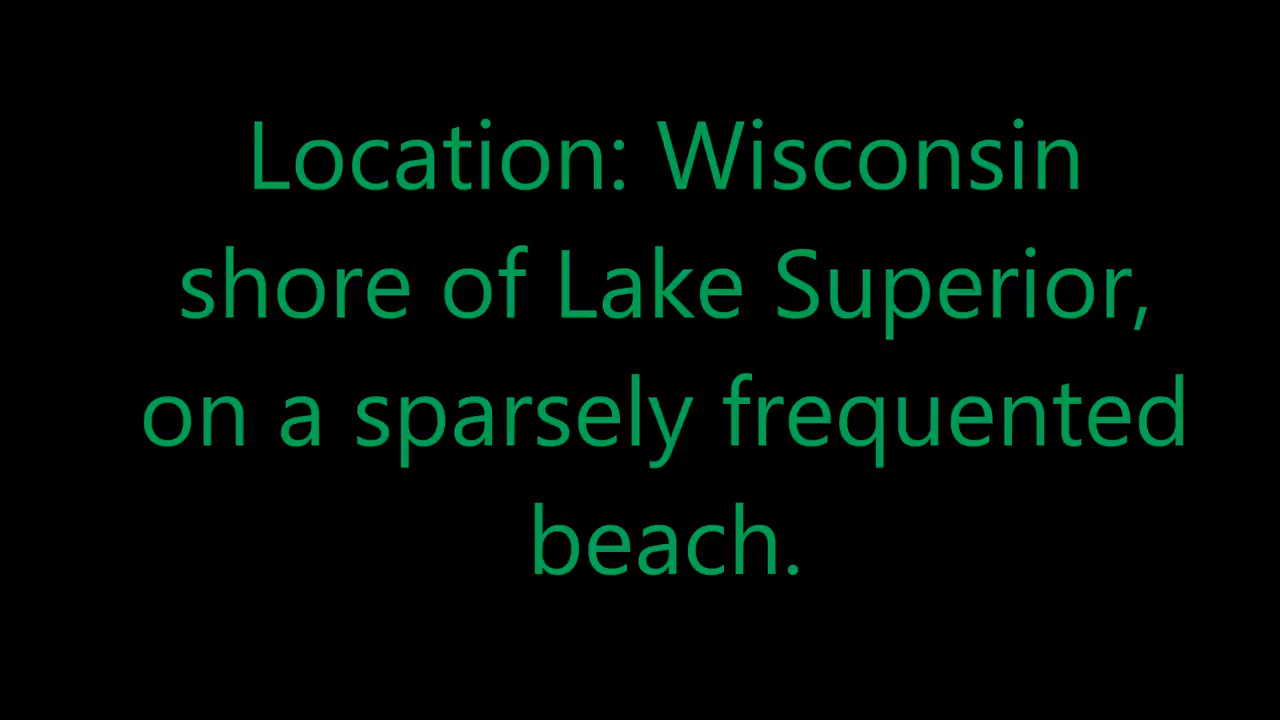 Location: Wisconsin
shore of Lake Superior,
on a sparsely frequented
beach.